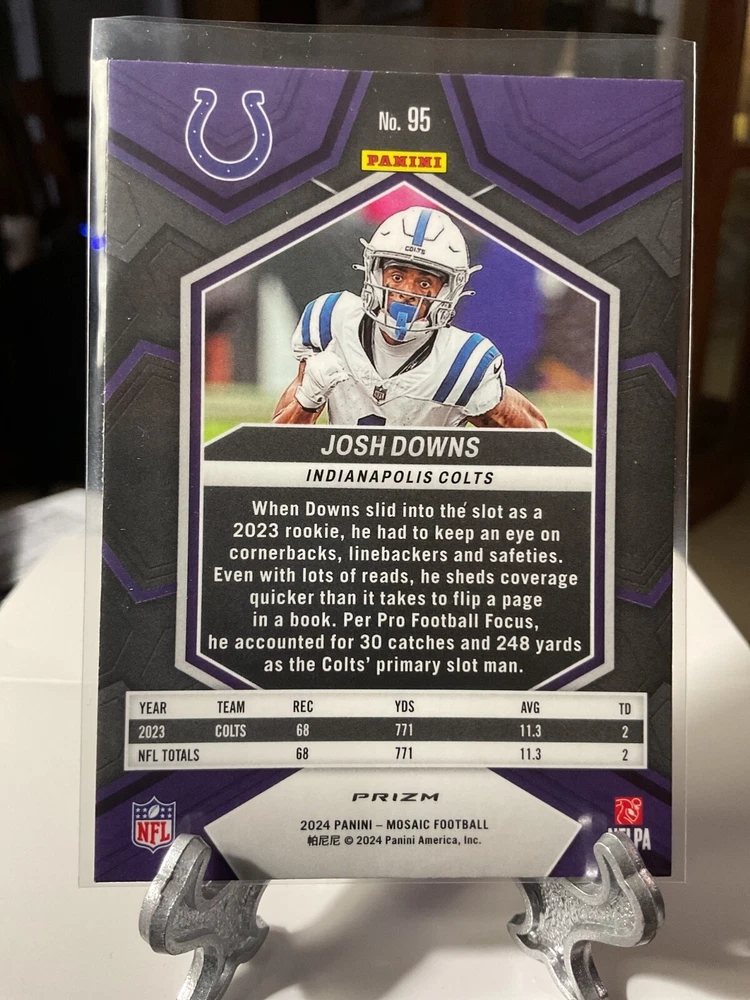 No. 95
PANINI
COLTS
JOSH DOWNS
INDIANAPOLIS COLTS
When Downs slid into the slot as a
2023 rookie, he had to keep an eye on
cornerbacks, linebackers and safeties.
Even with lots of reads, he sheds coverage
quicker than it takes to flip a page
in a book. Per Pro Football Focus,
he accounted for 30 catches and 248 yards
as the Colts' primary slot man.
YEAR TEAM REC YDS AVG TD
2023 COLTS 68 771 11.3 2
NFL TOTALS 68 771 11.3 2
PRIZM
2024 PANINI – MOSAIC FOOTBALL
帕尼尼 © 2024 Panini America, Inc.
NFL
NFLPA